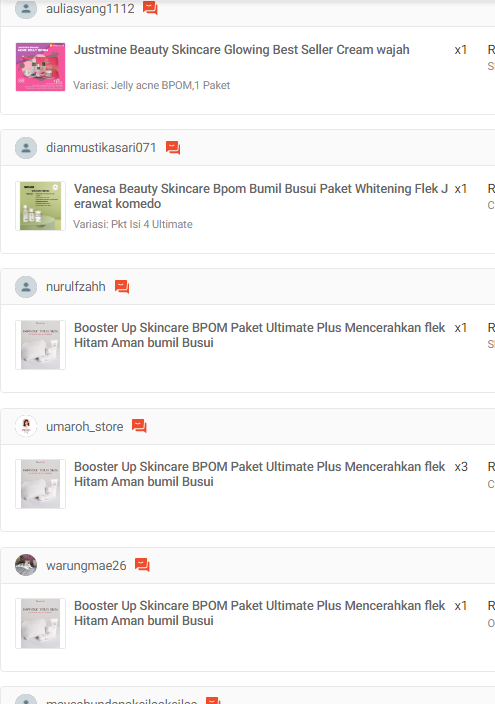 auliasyang1112
Justmine Beauty Skincare Glowing Best Seller Cream wajah x1 R
Variasi: Jelly acne BPOM,1 Paket
dianmustikasari071
Vanesa Beauty Skincare Bpom Bumil Busui Paket Whitening Flek J x1 R
erawat komedo C
Variasi: Pkt Isi 4 Ultimate
nurulfzahh
Booster Up Skincare BPOM Paket Ultimate Plus Mencerahkan flek x1 R
Hitam Aman bumil Busui
umaroh_store
Booster Up Skincare BPOM Paket Ultimate Plus Mencerahkan flek x3 R
Hitam Aman bumil Busui C
warungmae26
Booster Up Skincare BPOM Paket Ultimate Plus Mencerahkan flek x1 R
Hitam Aman bumil Busui O